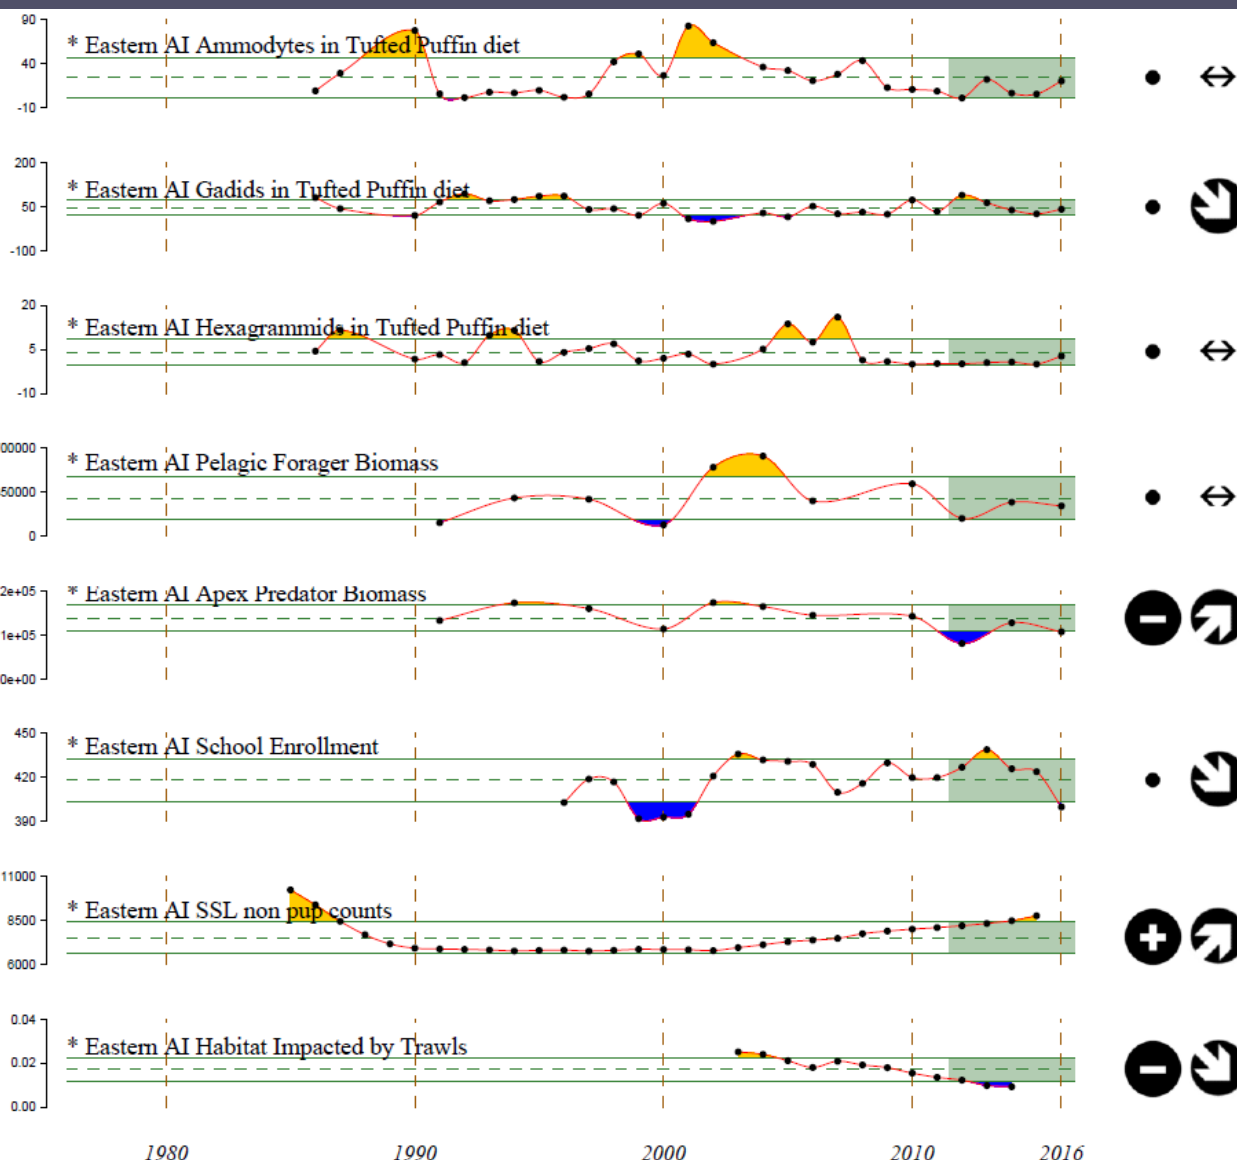 90
* Eastern AI Ammodytes in Tufted Puffin diet
40
-10
200
* Eastern AI Gadids in Tufted Puffin diet
50
-100
20
* Eastern AI Hexagrammids in Tufted Puffin diet
5
-10
00000
* Eastern AI Pelagic Forager Biomass
50000
0
2e+05
* Eastern AI Apex Predator Biomass
1e+05
0e+00
450
* Eastern AI School Enrollment
420
390
11000
* Eastern AI SSL non pup counts
8500
6000
0.04
* Eastern AI Habitat Impacted by Trawls
0.02
0.00
1980 1990 2000 2010 2016